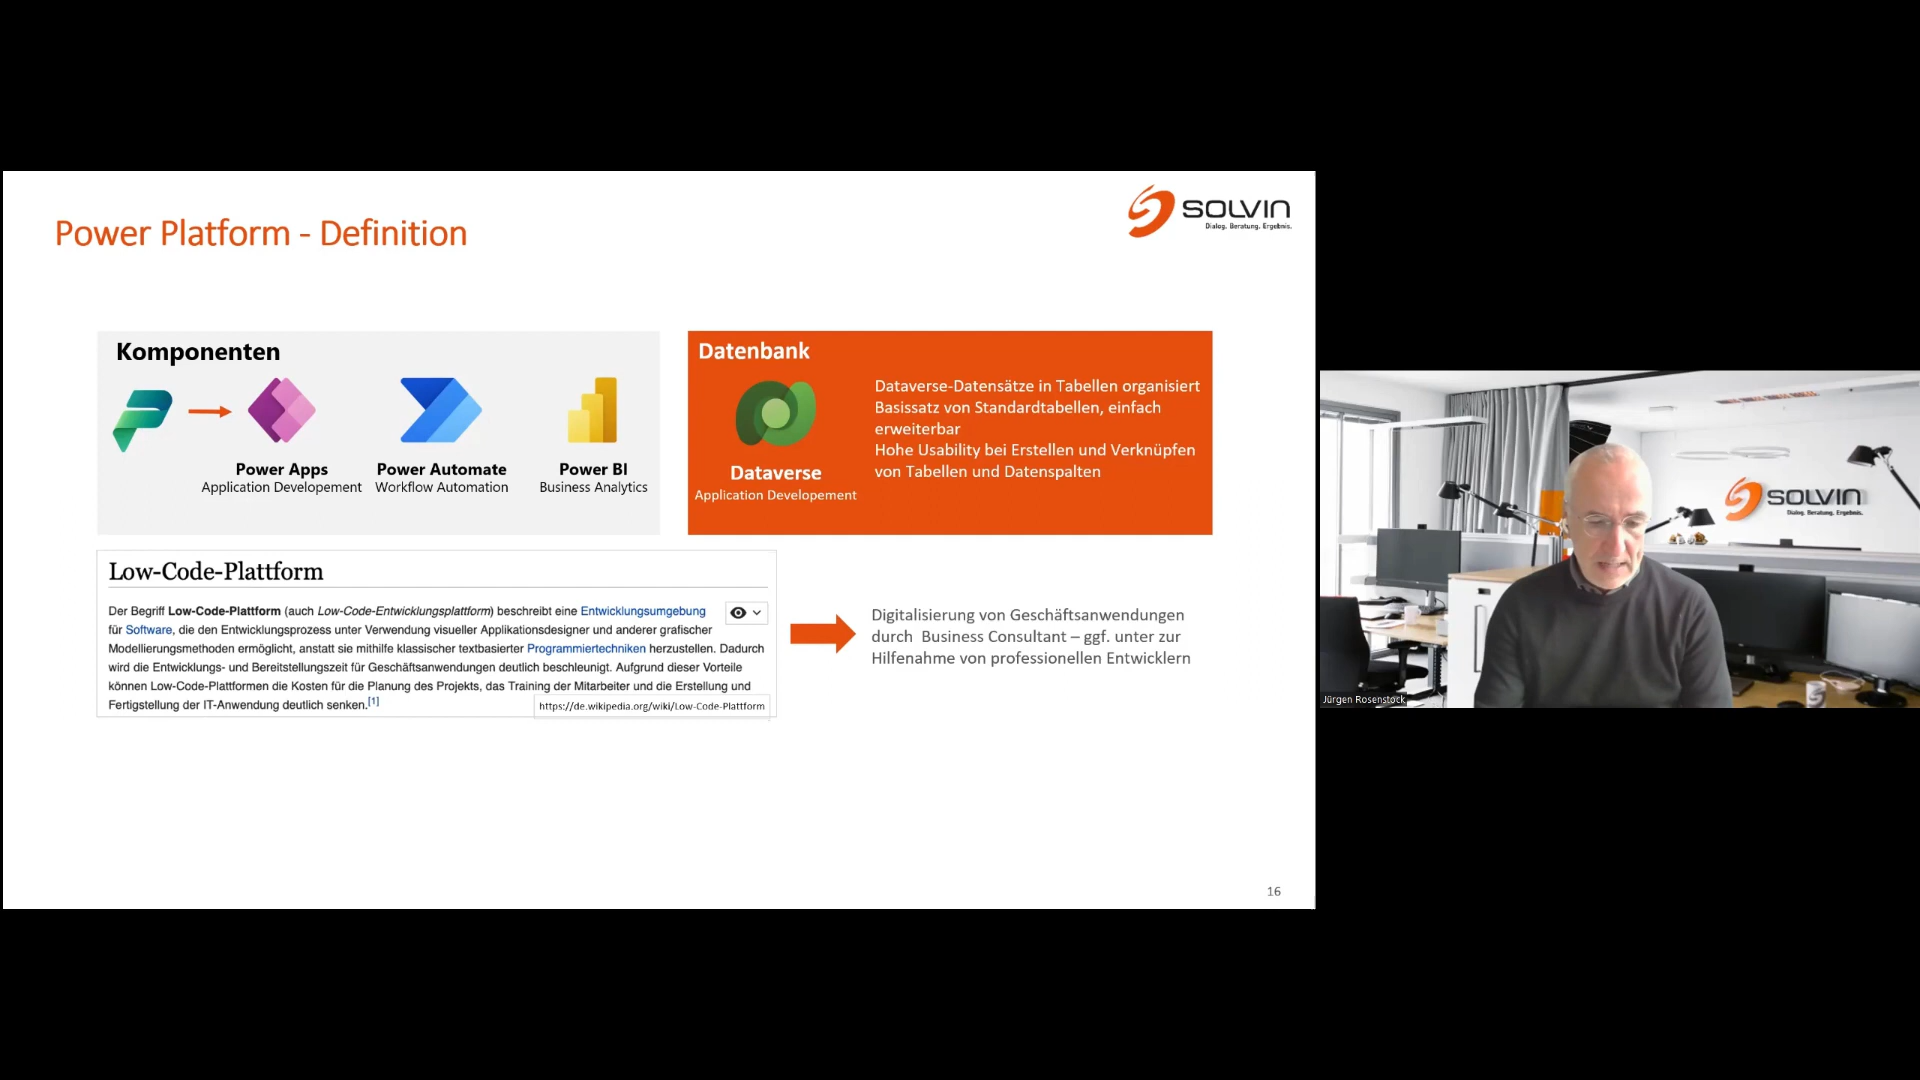 Power Platform - Definition
SOLVIN
Dialog. Beratung. Ergebnis.
Komponenten
Power Apps
Application Developement
Power Automate
Workflow Automation
Power BI
Business Analytics
Datenbank
Dataverse
Application Developement
Dataverse-Datensätze in Tabellen organisiert
Basissatz von Standardtabellen, einfach
erweiterbar
Hohe Usability bei Erstellen und Verknüpfen
von Tabellen und Datenspalten
Low-Code-Plattform
Der Begriff Low-Code-Plattform (auch Low-Code-Entwicklungsplattform) beschreibt eine Entwicklungsumgebung
für Software, die den Entwicklungsprozess unter Verwendung visueller Applikationsdesigner und anderer grafischer
Modellierungsmethoden ermöglicht, anstatt sie mithilfe klassischer textbasierter Programmiertechniken herzustellen. Dadurch
wird die Entwicklungs- und Bereitstellungszeit für Geschäftsanwendungen deutlich beschleunigt. Aufgrund dieser Vorteile
können Low-Code-Plattformen die Kosten für die Planung des Projekts, das Training der Mitarbeiter und die Erstellung und
Fertigstellung der IT-Anwendung deutlich senken.[1]
https://de.wikipedia.org/wiki/Low-Code-Plattform
Digitalisierung von Geschäftsanwendungen
durch Business Consultant – ggf. unter zur
Hilfenahme von professionellen Entwicklern
16
SOLVIN
Dialog. Beratung. Ergebnis.
Jürgen Rosenstock